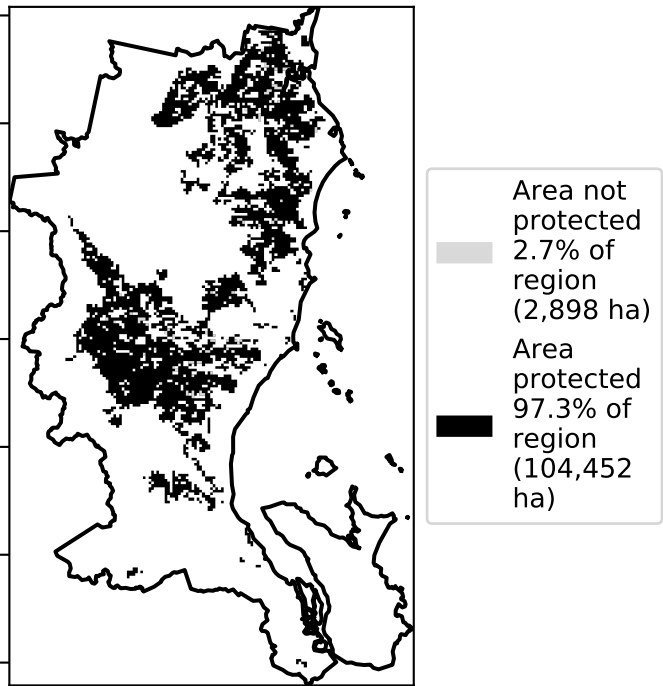 Area not
protected
2.7% of
region
(2,898 ha)
Area
protected
97.3% of
region
(104,452
ha)